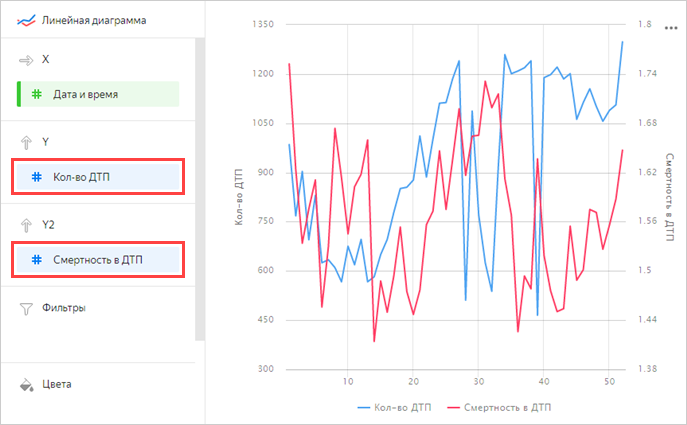 Линейная диаграмма
X
Дата и время
Y
Кол-во ДТП
Y2
Смертность в ДТП
Фильтры
Цвета
Кол-во ДТП
1350
1200
1050
900
750
600
450
300
1.8
1.74
1.68
1.62
1.56
1.5
1.44
1.38
Смертность в ДТП
10 20 30 40 50
Кол-во ДТП Смертность в ДТП